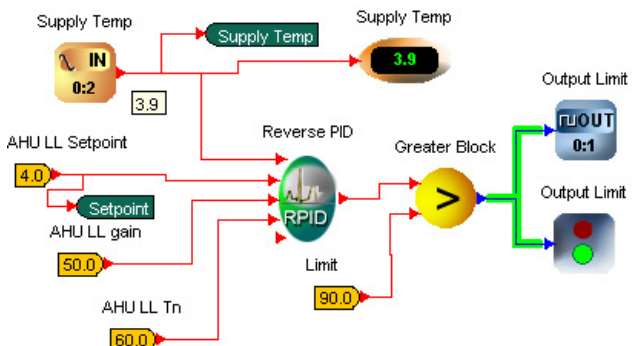 Supply Temp
IN
0:2
3.9
Supply Temp
Supply Temp
3.9
AHU LL Setpoint
4.0
Setpoint
AHU LL gain
50.0
AHU LL Tn
60.0
Reverse PID
RPID
Limit
90.0
Greater Block
>
Output Limit
OUT
0:1
Output Limit